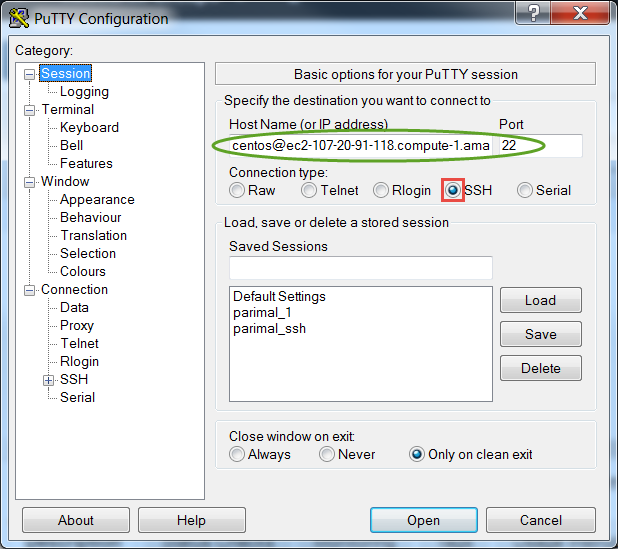 PuTTY Configuration
?
Category:
Session
Logging
Terminal
Keyboard
Bell
Features
Window
Appearance
Behaviour
Translation
Selection
Colours
Connection
Data
Proxy
Telnet
Rlogin
SSH
Serial
Basic options for your PuTTY session
Specify the destination you want to connect to
Host Name (or IP address) Port
centos@ec2-107-20-91-118.compute-1.ama 22
Connection type:
Raw Telnet Rlogin SSH Serial
Load, save or delete a stored session
Saved Sessions
Default Settings
parimal_1
parimal_ssh
Load
Save
Delete
Close window on exit:
Always Never Only on clean exit
About Help Open Cancel